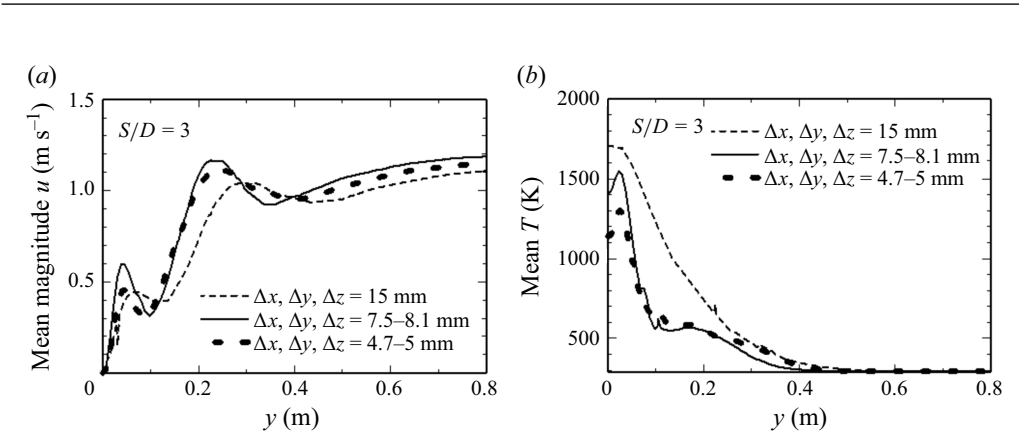 (a)
1.5
1.0
0.5
0
0.2
0.4
0.6
0.8
Mean magnitude u (m s⁻¹)
y (m)
S/D = 3
Δx, Δy, Δz = 15 mm
Δx, Δy, Δz = 7.5–8.1 mm
Δx, Δy, Δz = 4.7–5 mm
(b)
2000
1500
1000
500
0
0.2
0.4
0.6
0.8
Mean T (K)
y (m)
S/D = 3
Δx, Δy, Δz = 15 mm
Δx, Δy, Δz = 7.5–8.1 mm
Δx, Δy, Δz = 4.7–5 mm